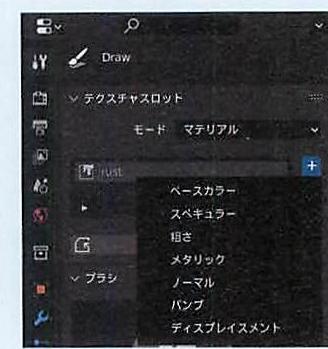 Draw
テクスチャスロット
モード マテリアル
rust
ベースカラー
スペキュラー
粗さ
メタリック
ノーマル
バンプ
ブラシ
ディスプレイスメント